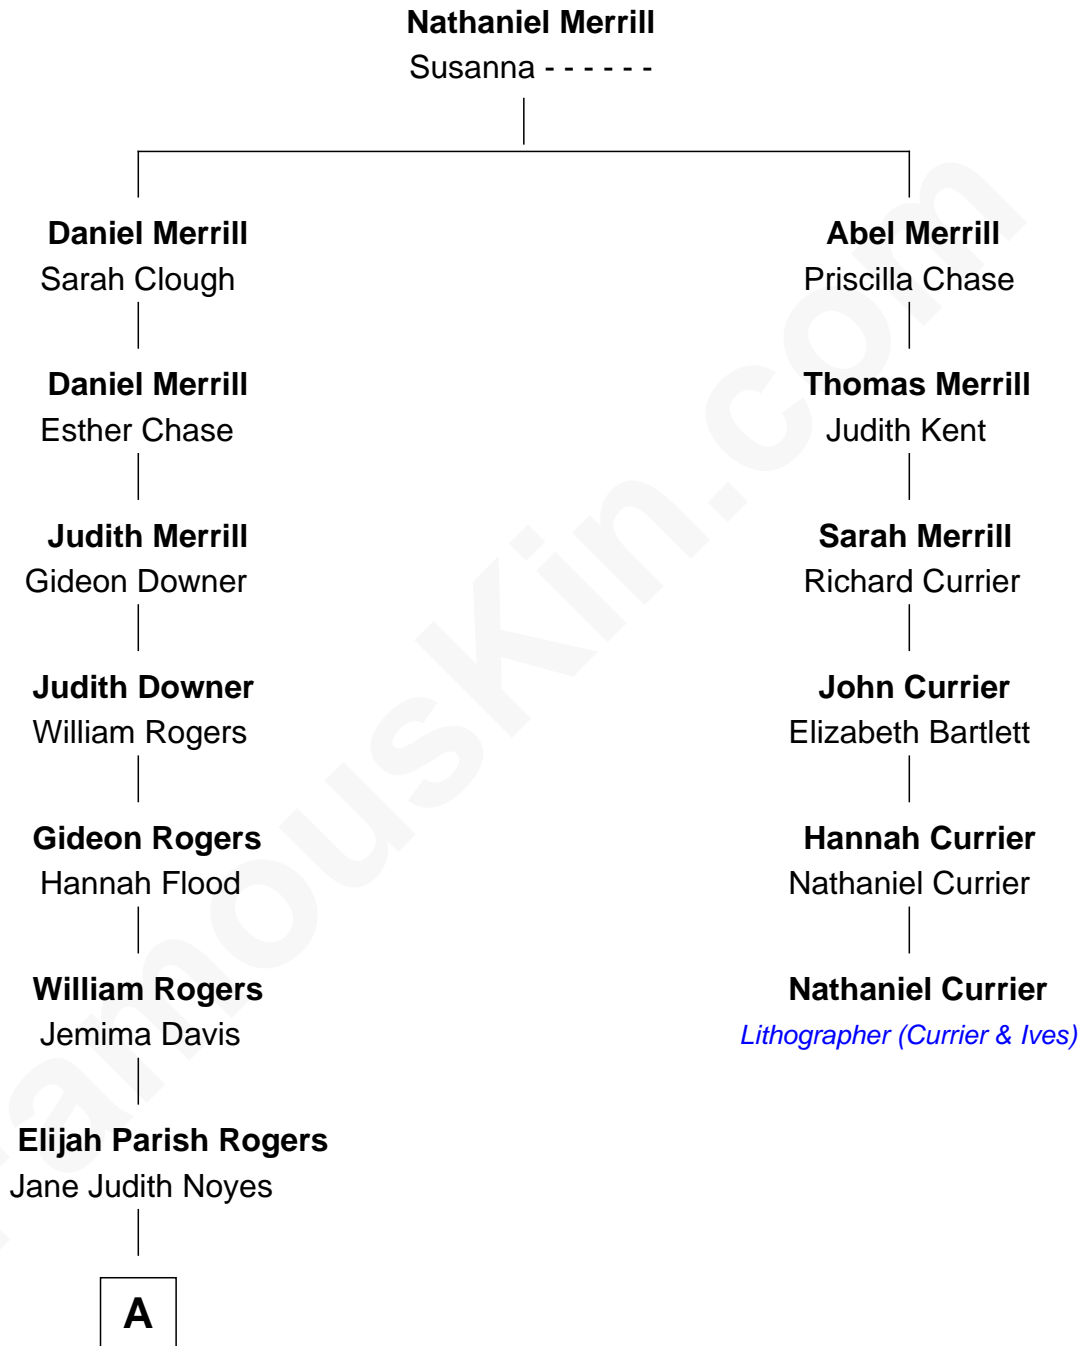 Nathaniel Merrill
Susanna - - - - - -
Daniel Merrill
Sarah Clough
Abel Merrill
Priscilla Chase
Daniel Merrill
Esther Chase
Thomas Merrill
Judith Kent
Judith Merrill
Gideon Downer
Sarah Merrill
Richard Currier
Judith Downer
William Rogers
John Currier
Elizabeth Bartlett
Gideon Rogers
Hannah Flood
Hannah Currier
Nathaniel Currier
William Rogers
Jemima Davis
Nathaniel Currier
Lithographer (Currier & Ives)
Elijah Parish Rogers
Jane Judith Noyes
A
FamousKin.com